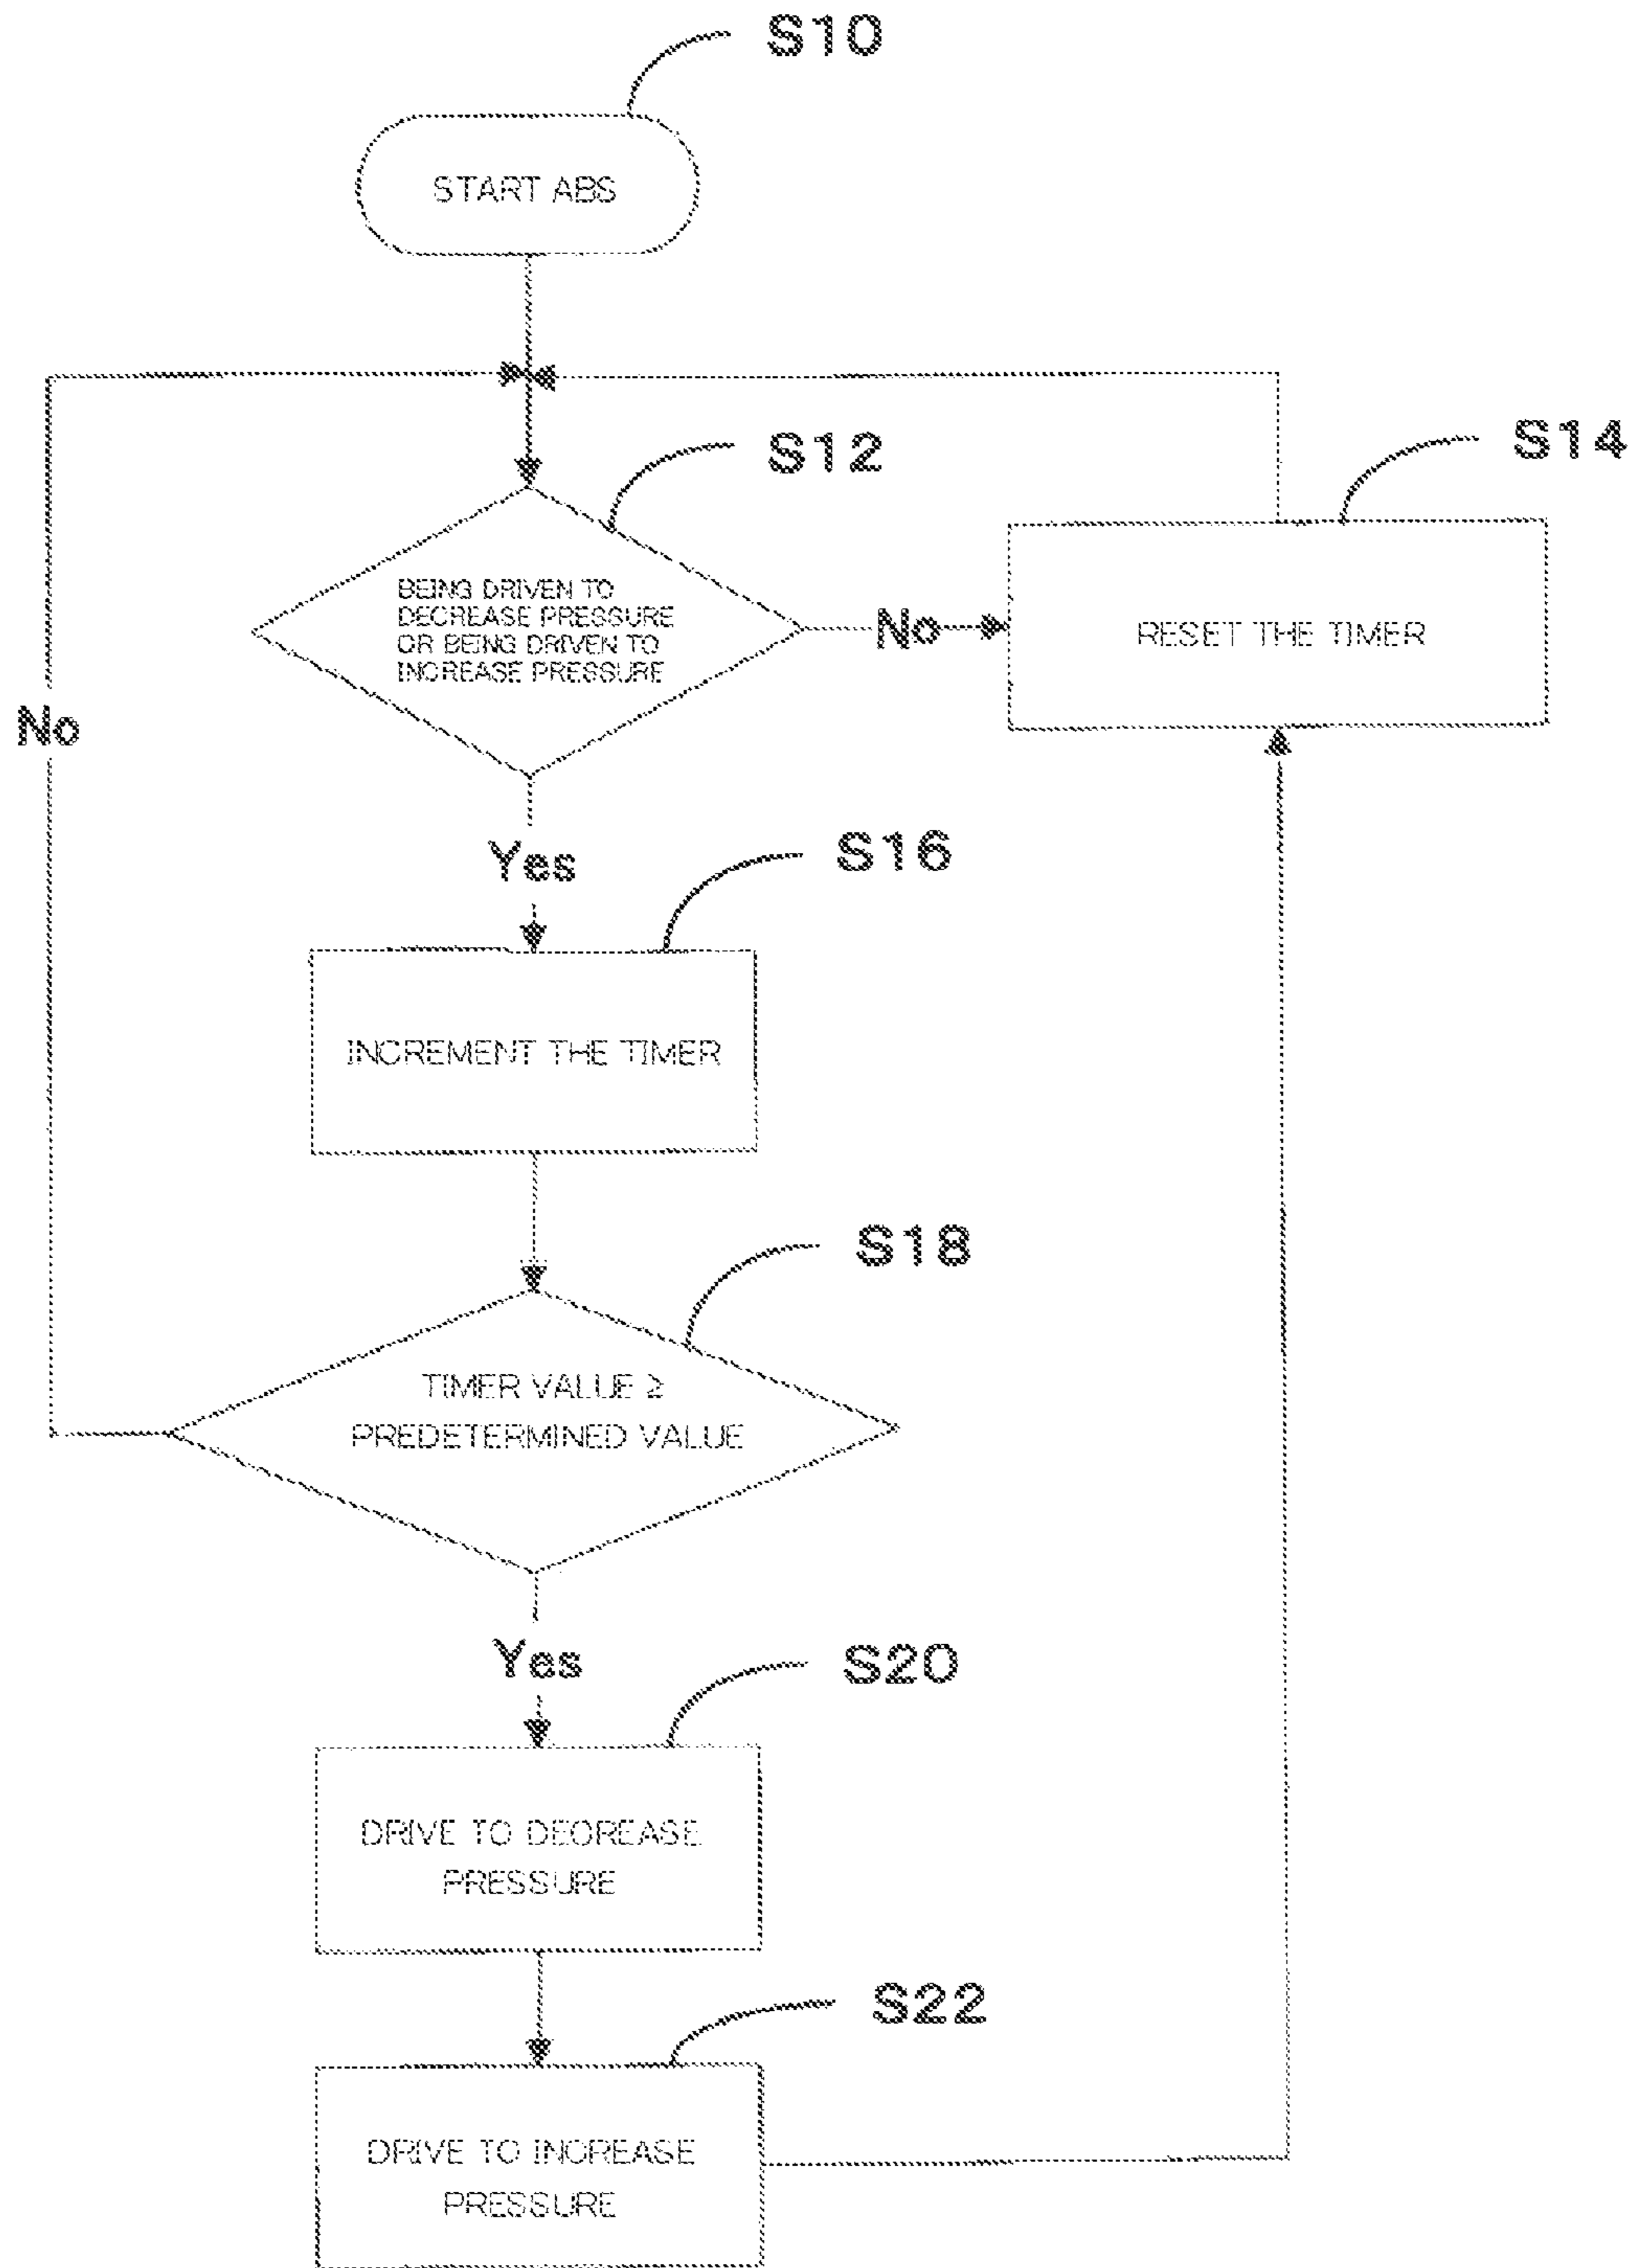 S10
START ABS
S12
S14
BEING DRIVEN TO
DECREASE PRESSURE
OR BEING DRIVEN TO
INCREASE PRESSURE
No
RESET THE TIMER
No
Yes
S16
INCREMENT THE TIMER
S18
TIMER VALUE ≥
PREDETERMINED VALUE
Yes
S20
DRIVE TO DECREASE
PRESSURE
S22
DRIVE TO INCREASE
PRESSURE